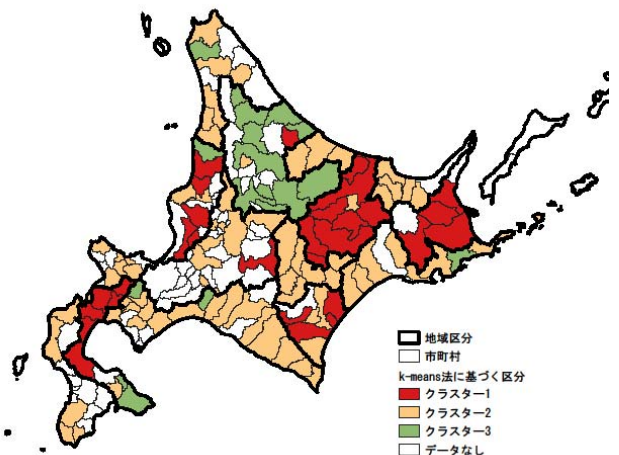 地域区分
市町村
k-means法に基づく区分
クラスター1
クラスター2
クラスター3
データなし